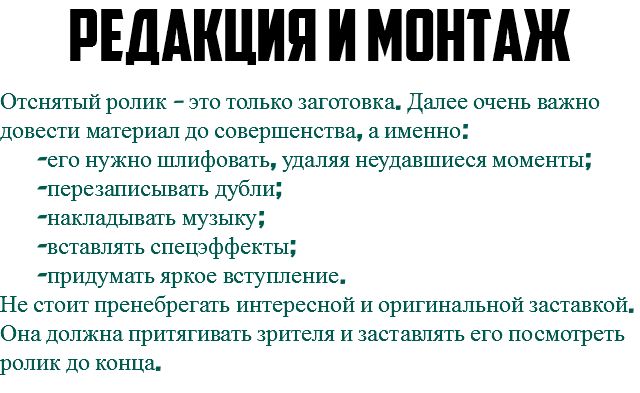 РЕДАКЦИЯ И МОНТАЖ
Отснятый ролик - это только заготовка. Далее очень важно
довести материал до совершенства, а именно:
-его нужно шлифовать, удаляя неудавшиеся моменты;
-перезаписывать дубли;
-накладывать музыку;
-вставлять спецэффекты;
-придумать яркое вступление.
Не стоит пренебрегать интересной и оригинальной заставкой.
Она должна притягивать зрителя и заставлять его посмотреть
ролик до конца.